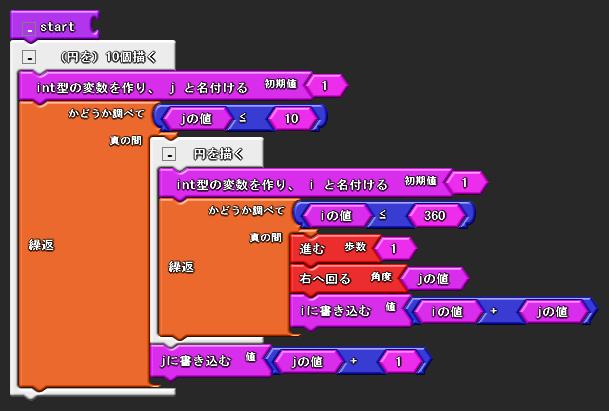 - start
- （円を）10個描く
int型の変数を作り、 j と名付ける 初期値 1
かどうか調べて jの値 ≤ 10
真の間
- 円を描く
int型の変数を作り、 i と名付ける 初期値 1
かどうか調べて iの値 ≤ 360
真の間
進む 歩数 1
繰返
繰返
右へ回る 角度 jの値
iに書き込む 値 iの値 + jの値
jに書き込む 値 jの値 + 1